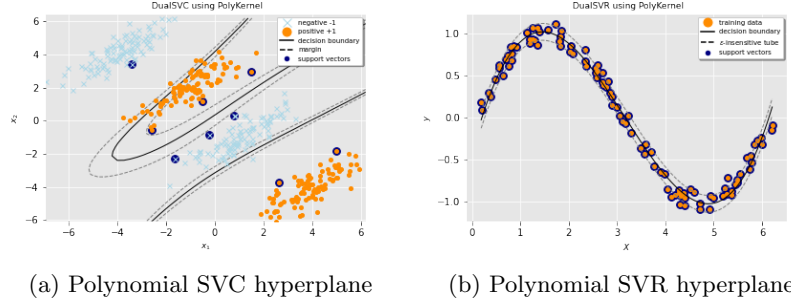 DualSVC using PolyKernel
negative -1
positive +1
decision boundary
margin
support vectors
x₂
4
2
0
−2
−4
−6
−6
−4
−2
0
2
4
6
x₁
(a) Polynomial SVC hyperplane
DualSVR using PolyKernel
training data
decision boundary
ε-insensitive tube
support vectors
y
1.0
0.5
0.0
−0.5
−1.0
0
1
2
3
4
5
6
X
(b) Polynomial SVR hyperplane